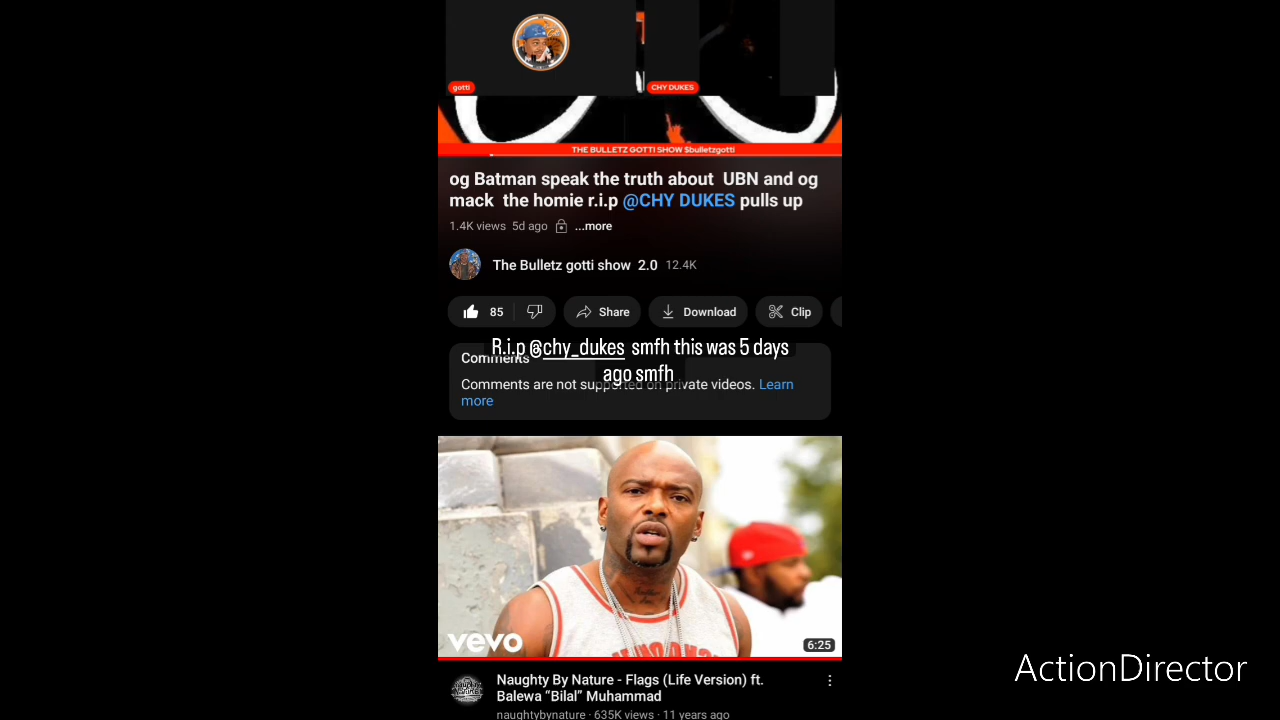 gotti
CHY DUKES
THE BULLETZ GOTTI SHOW $bulletzgotti
og Batman speak the truth about UBN and og
mack the homie r.i.p @CHY DUKES pulls up
1.4K views 5d ago ...more
The Bulletz gotti show 2.0 12.4K
85 Share Download Clip
R.i.p @chy_dukes smfh this was 5 days
ago smfh
Comments
Comments are not supported on private videos. Learn
more
vevo
6:25
Naughty By Nature - Flags (Life Version) ft.
Balewa “Bilal” Muhammad
naughtybynature · 635K views · 11 years ago
ActionDirector